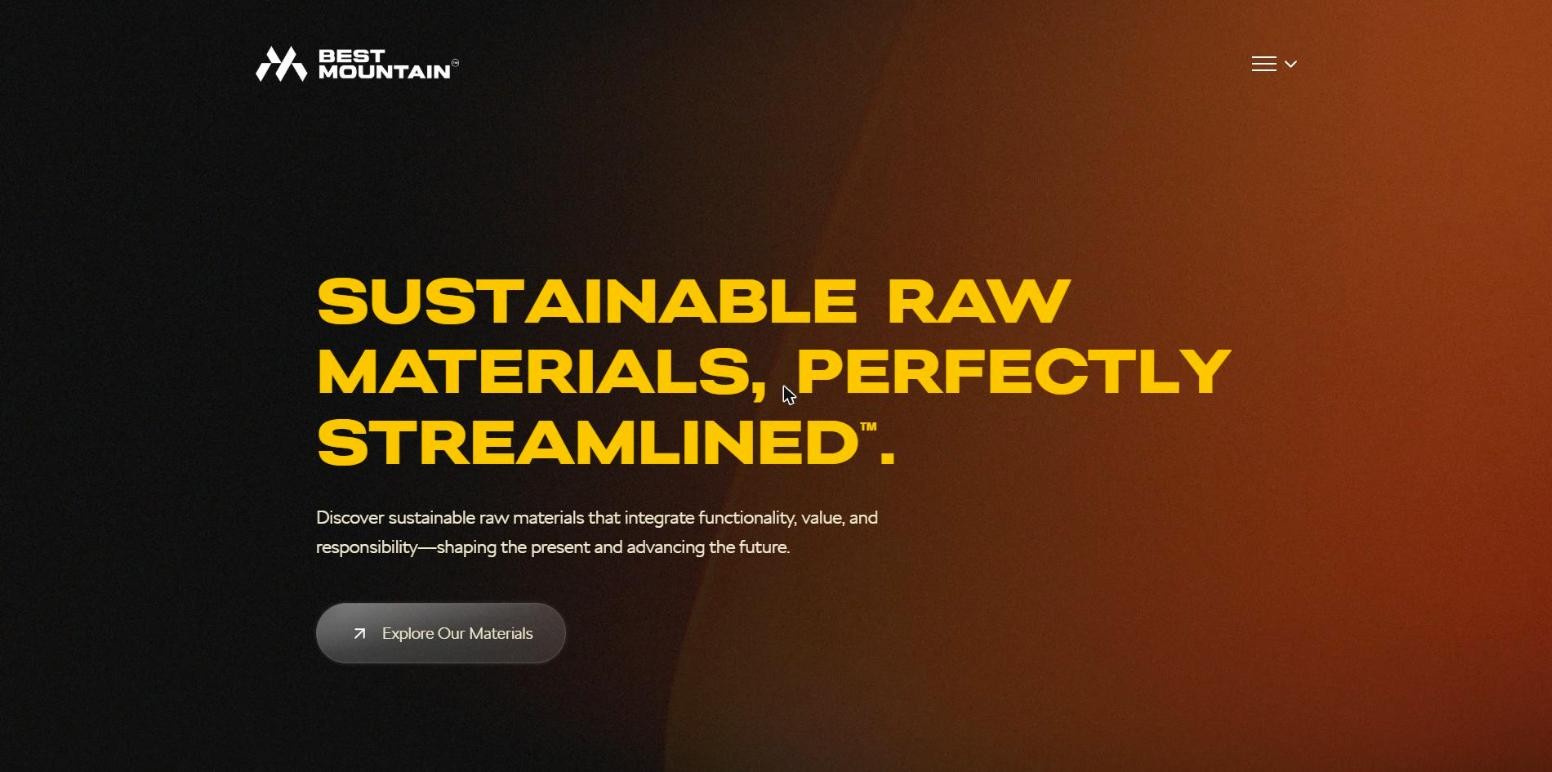 BEST
MOUNTAIN
SUSTAINABLE RAW
MATERIALS, PERFECTLY
STREAMLINED™.
Discover sustainable raw materials that integrate functionality, value, and
responsibility—shaping the present and advancing the future.
Explore Our Materials